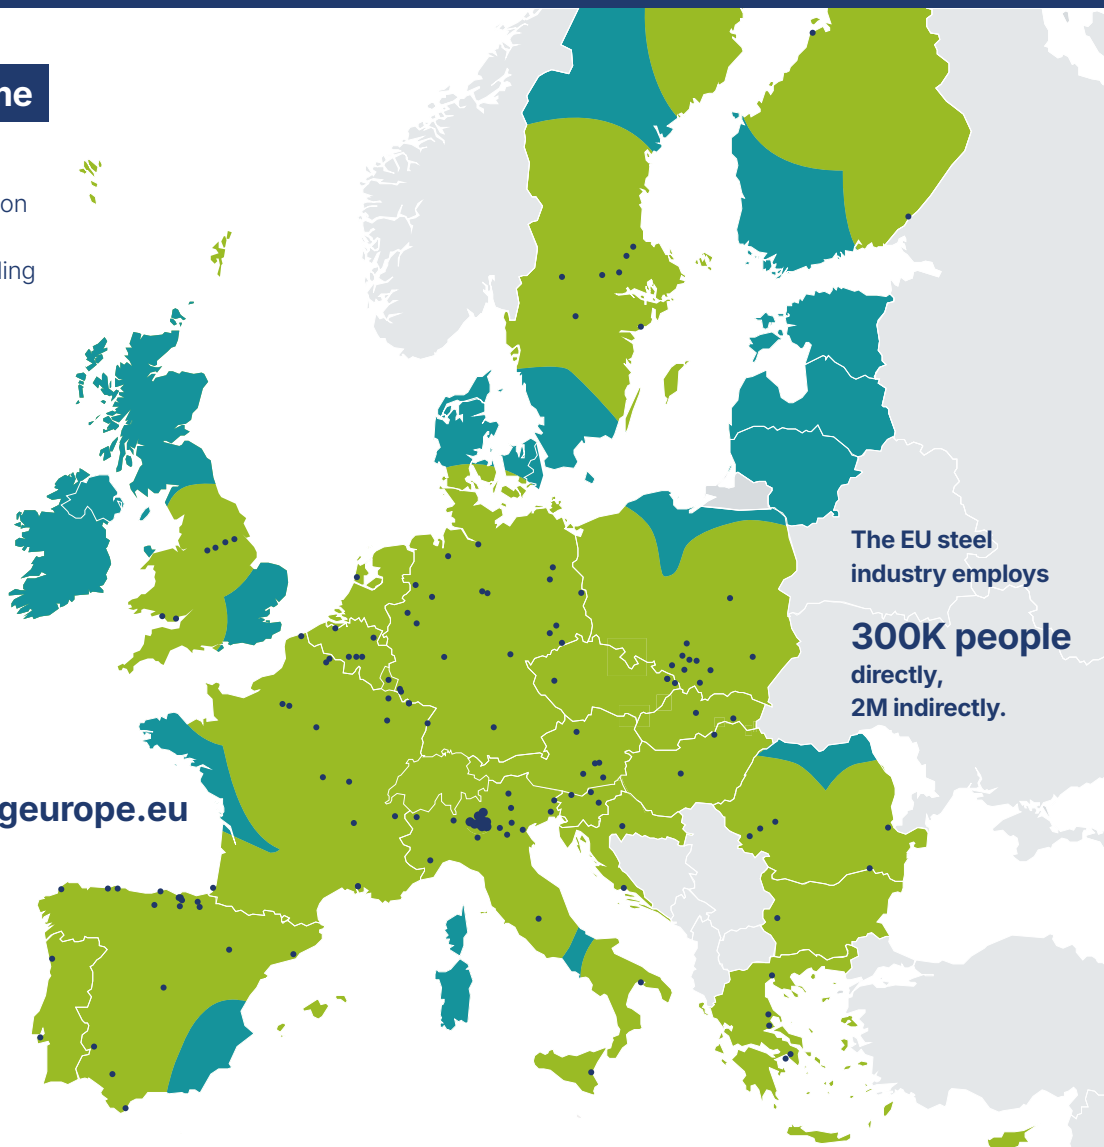 ne
on
ling
The EU steel
industry employs
300K people
directly,
2M indirectly.
geurope.eu